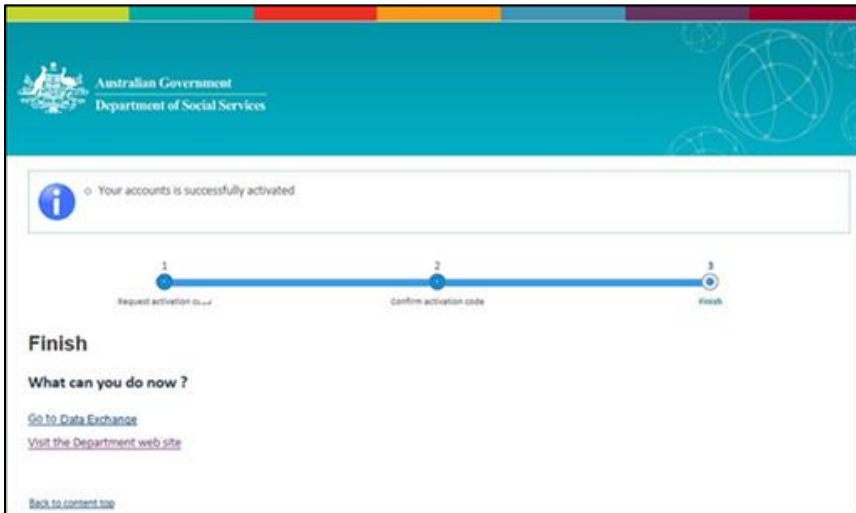 Australian Government
Department of Social Services
Your accounts is successfully activated
1
2
3
Request activation
Confirm activation code
Finish
Finish
What can you do now ?
Go to Data Exchange
Visit the Department web site
Back to content top